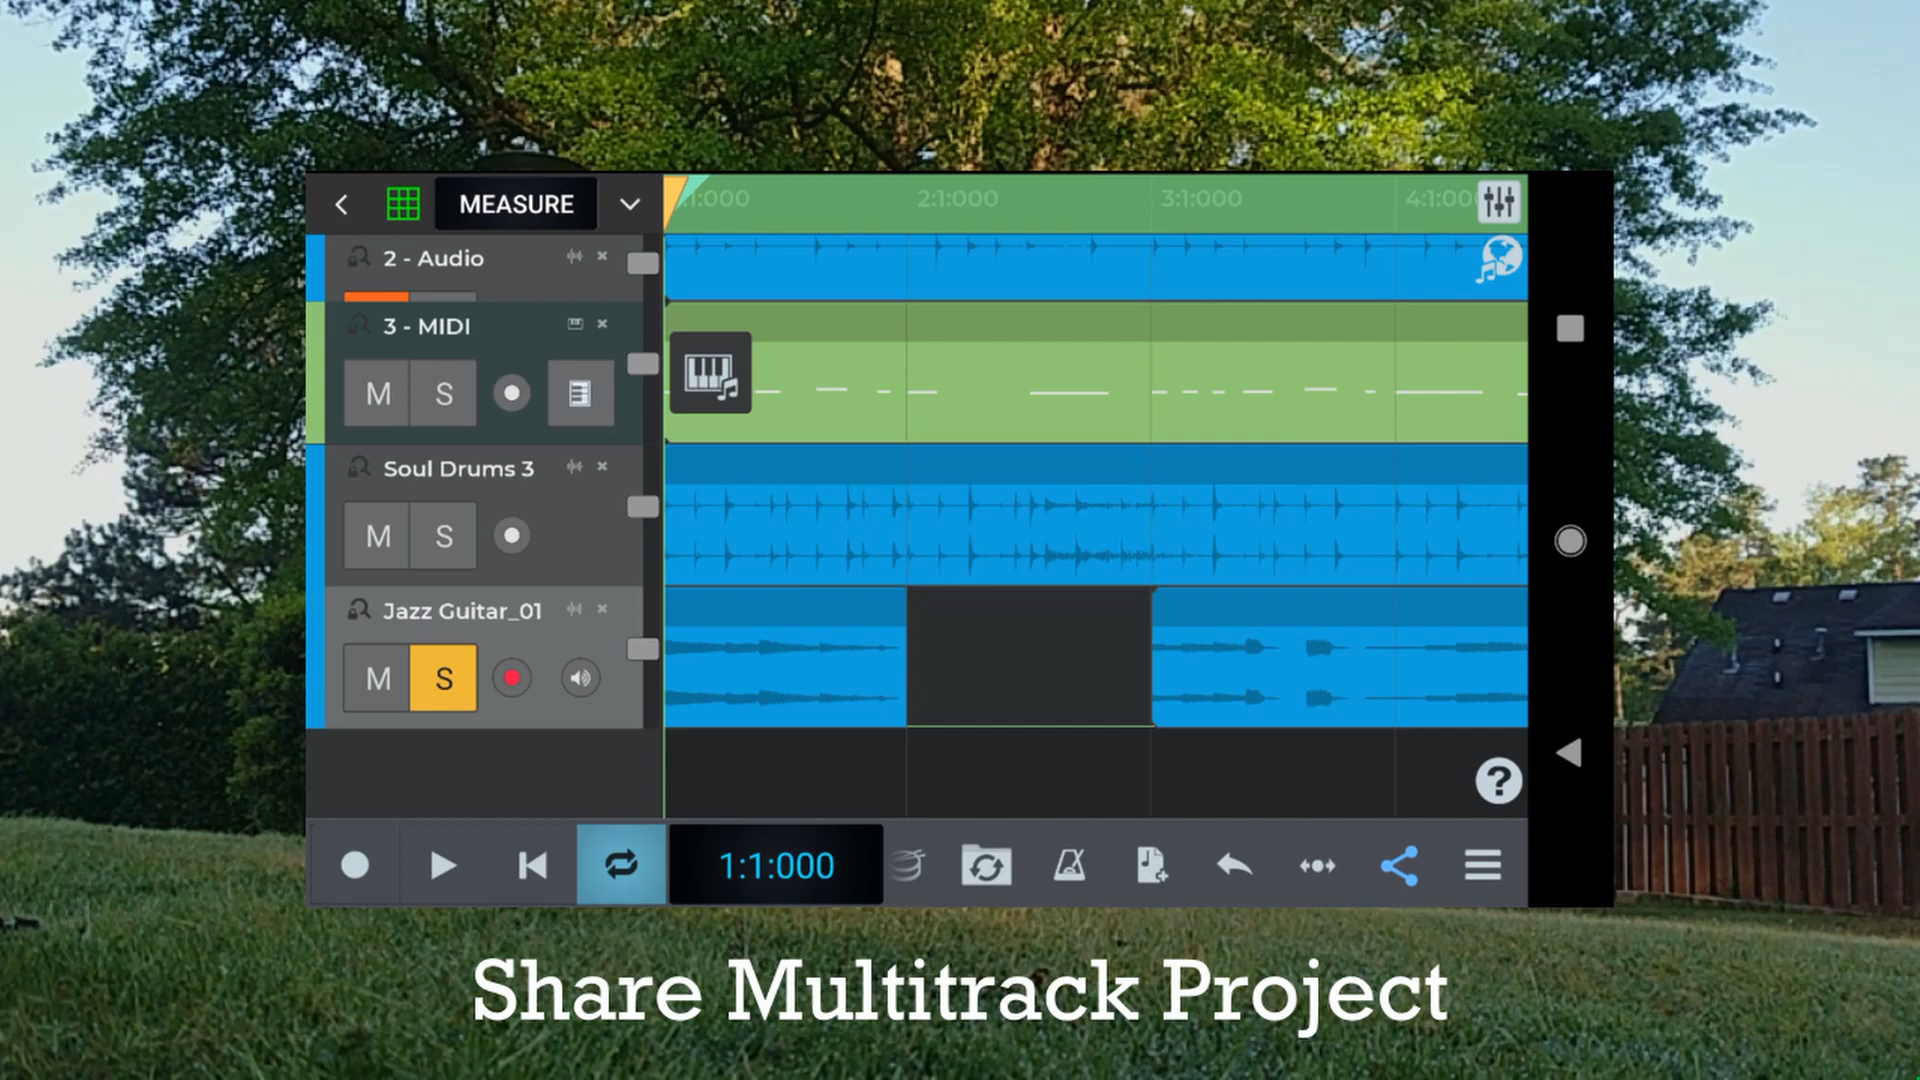 MEASURE
1:000
2:1:000
3:1:000
4:1:000
2 - Audio
3 - MIDI
M S
Soul Drums 3
M S
Jazz Guitar_01
M S
?
1:1:000
Share Multitrack Project